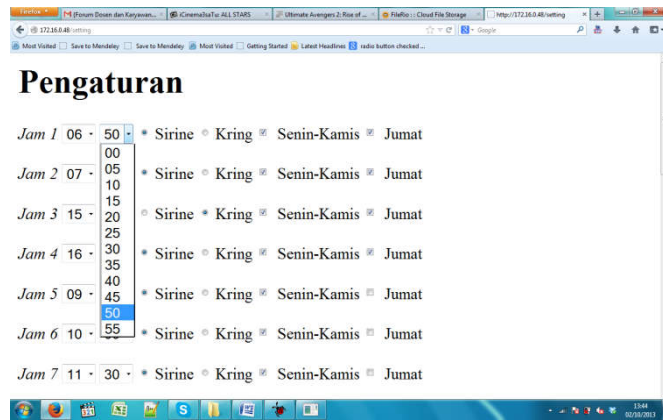 Firefox
[Forum Dosen dan Karyawan...
iCinema3saTu: ALL STARS
Ultimate Avengers 2: Rise of ...
FileRio :: Cloud File Storage
http://172.16.0.48/setting
172.16.0.48/setting
Google
Most Visited Save to Mendeley Save to Mendeley Most Visited Getting Started Latest Headlines radio button checked ...
Pengaturan
Jam 1 06 50 Sirine Kring Senin-Kamis Jumat
00
05
Jam 2 07 Sirine Kring Senin-Kamis Jumat
10
15
Jam 3 15 Sirine Kring Senin-Kamis Jumat
20
25
Jam 4 16 30 Sirine Kring Senin-Kamis Jumat
35
40
Jam 5 09 45 Sirine Kring Senin-Kamis Jumat
50
Jam 6 10 55 Sirine Kring Senin-Kamis Jumat
Jam 7 11 30 Sirine Kring Senin-Kamis Jumat
13:44
02/10/2013